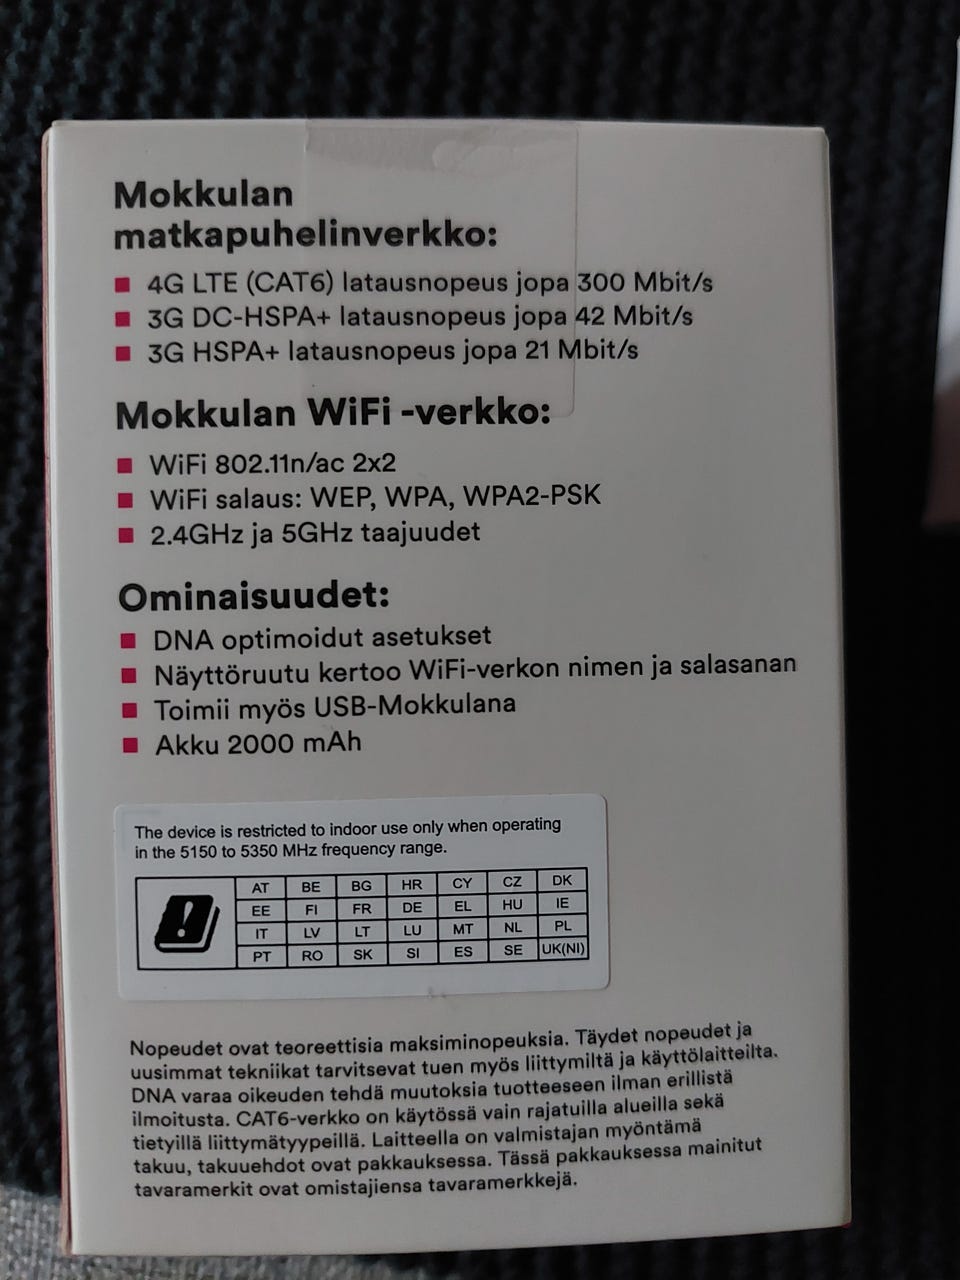 Mokkulan
matkapuhelinverkko:
4G LTE (CAT6) latausnopeus jopa 300 Mbit/s
3G DC-HSPA+ latausnopeus jopa 42 Mbit/s
3G HSPA+ latausnopeus jopa 21 Mbit/s
Mokkulan WiFi -verkko:
WiFi 802.11n/ac 2x2
WiFi salaus: WEP, WPA, WPA2-PSK
2.4GHz ja 5GHz taajuudet
Ominaisuudet:
DNA optimoidut asetukset
Näyttöruutu kertoo WiFi-verkon nimen ja salasanan
Toimii myös USB-Mokkulana
Akku 2000 mAh
The device is restricted to indoor use only when operating
in the 5150 to 5350 MHz frequency range.
AT BE BG HR CY CZ DK
EE FI FR DE EL HU IE
IT LV LT LU MT NL PL
PT RO SK SI ES SE UK(NI)
Nopeudet ovat teoreettisia maksiminopeuksia. Täydet nopeudet ja
uusimmat tekniikat tarvitsevat tuen myös liittymiltä ja käyttölaitteilta.
DNA varaa oikeuden tehdä muutoksia tuotteeseen ilman erillistä
ilmoitusta. CAT6-verkko on käytössä vain rajatuilla alueilla sekä
tietyillä liittymätyypeillä. Laitteella on valmistajan myöntämä
takuu, takuuehdot ovat pakkauksessa. Tässä pakkauksessa mainitut
tavaramerkit ovat omistajiensa tavaramerkkejä.